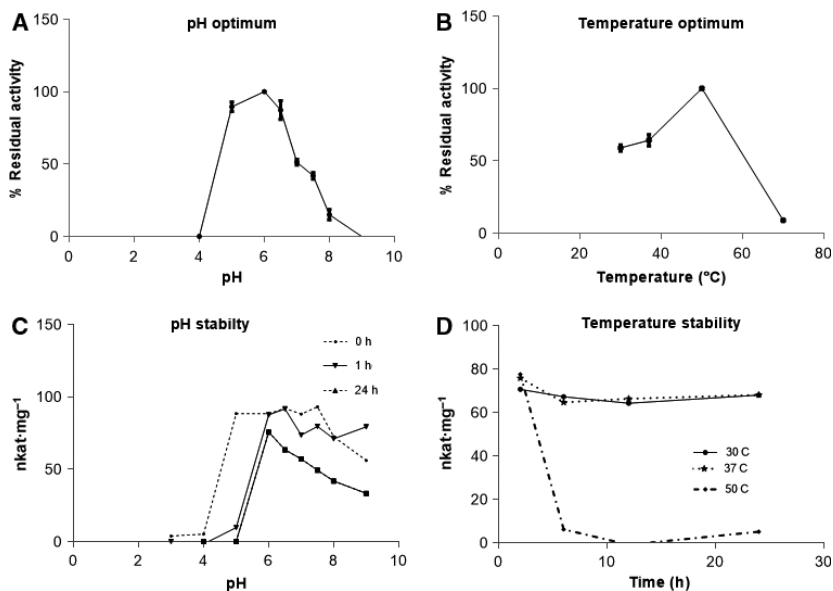 A
pH optimum
% Residual activity
150
100
50
0
0 2 4 6 8 10
pH
B
Temperature optimum
% Residual activity
150
100
50
0
0 20 40 60 80
Temperature (°C)
C
pH stabilty
0 h
1 h
24 h
nkat·mg–1
150
100
50
0
0 2 4 6 8 10
pH
D
Temperature stability
nkat·mg–1
100
80
60
40
20
0
30 C
37 C
50 C
0 10 20 30
Time (h)